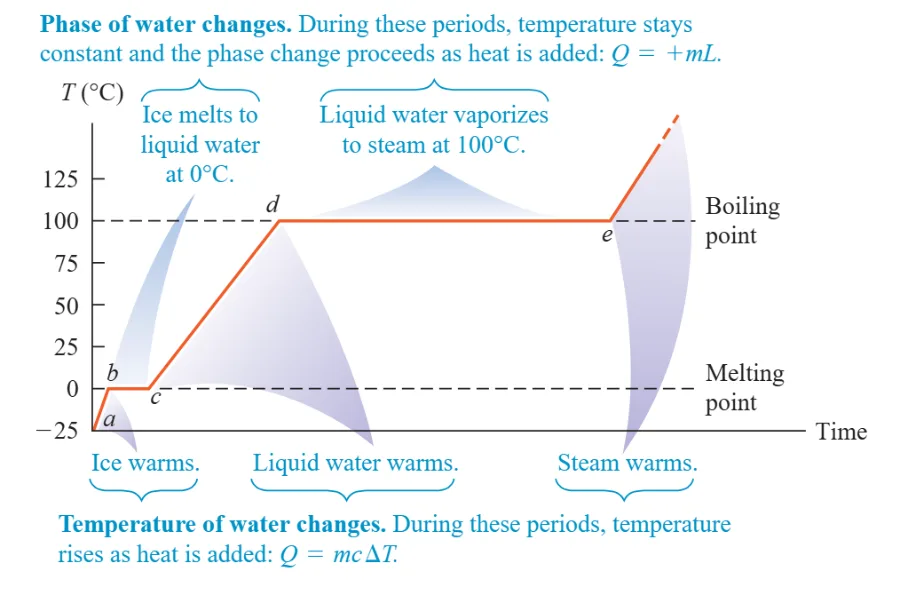 Phase of water changes. During these periods, temperature stays
constant and the phase change proceeds as heat is added: Q = +mL.
T (°C)
Ice melts to
liquid water
at 0°C.
Liquid water vaporizes
to steam at 100°C.
125
100
75
50
25
0
−25
a
b
c
d
e
Boiling
point
Melting
point
Time
Ice warms.
Liquid water warms.
Steam warms.
Temperature of water changes. During these periods, temperature
rises as heat is added: Q = mcΔT.